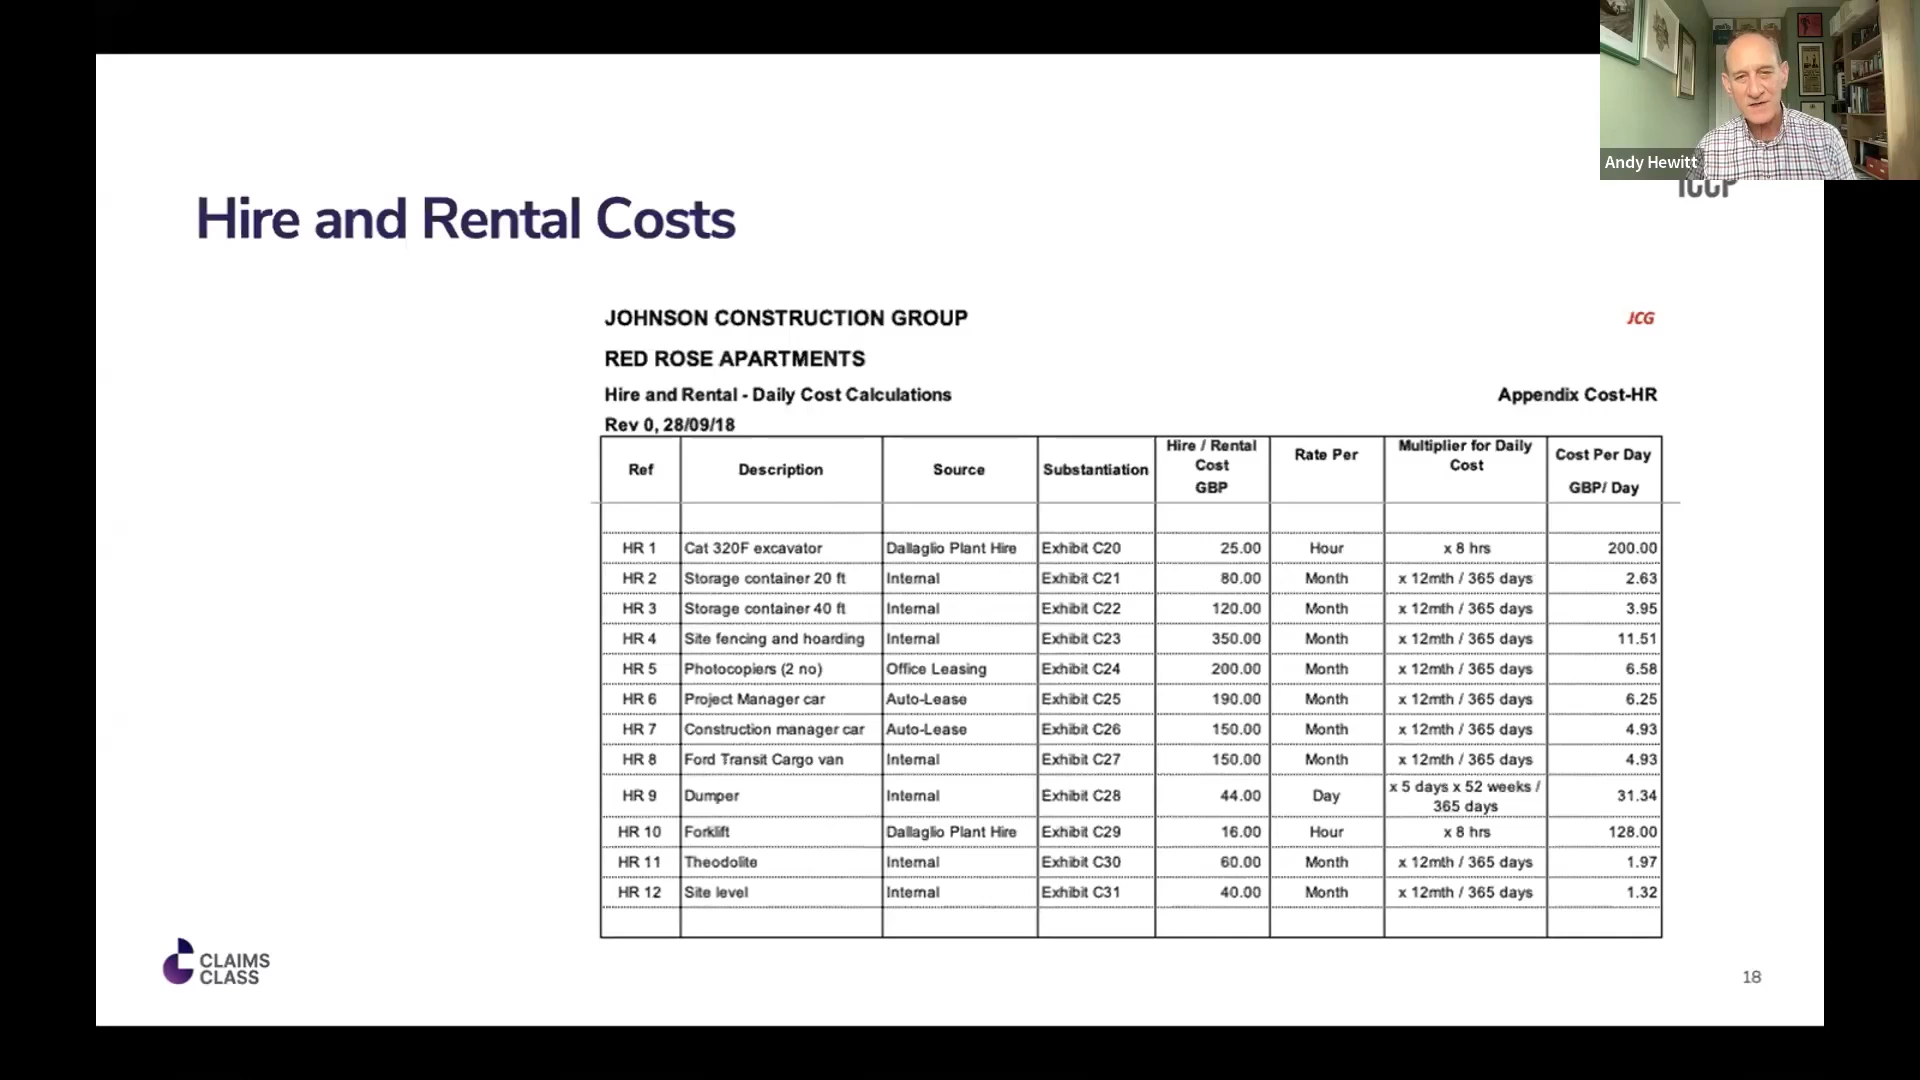 Andy Hewitt
ICCP
Hire and Rental Costs
JOHNSON CONSTRUCTION GROUP JCG
RED ROSE APARTMENTS
Hire and Rental - Daily Cost Calculations Appendix Cost-HR
Rev 0, 28/09/18
Ref Description Source Substantiation Hire / Rental Cost GBP Rate Per Multiplier for Daily Cost Cost Per Day GBP/ Day
HR 1 Cat 320F excavator Dallaglio Plant Hire Exhibit C20 25.00 Hour x 8 hrs 200.00
HR 2 Storage container 20 ft Internal Exhibit C21 80.00 Month x 12mth / 365 days 2.63
HR 3 Storage container 40 ft Internal Exhibit C22 120.00 Month x 12mth / 365 days 3.95
HR 4 Site fencing and hoarding Internal Exhibit C23 350.00 Month x 12mth / 365 days 11.51
HR 5 Photocopiers (2 no) Office Leasing Exhibit C24 200.00 Month x 12mth / 365 days 6.58
HR 6 Project Manager car Auto-Lease Exhibit C25 190.00 Month x 12mth / 365 days 6.25
HR 7 Construction manager car Auto-Lease Exhibit C26 150.00 Month x 12mth / 365 days 4.93
HR 8 Ford Transit Cargo van Internal Exhibit C27 150.00 Month x 12mth / 365 days 4.93
HR 9 Dumper Internal Exhibit C28 44.00 Day x 5 days x 52 weeks / 365 days 31.34
HR 10 Forklift Dallaglio Plant Hire Exhibit C29 16.00 Hour x 8 hrs 128.00
HR 11 Theodolite Internal Exhibit C30 60.00 Month x 12mth / 365 days 1.97
HR 12 Site level Internal Exhibit C31 40.00 Month x 12mth / 365 days 1.32
CLAIMS
CLASS
18